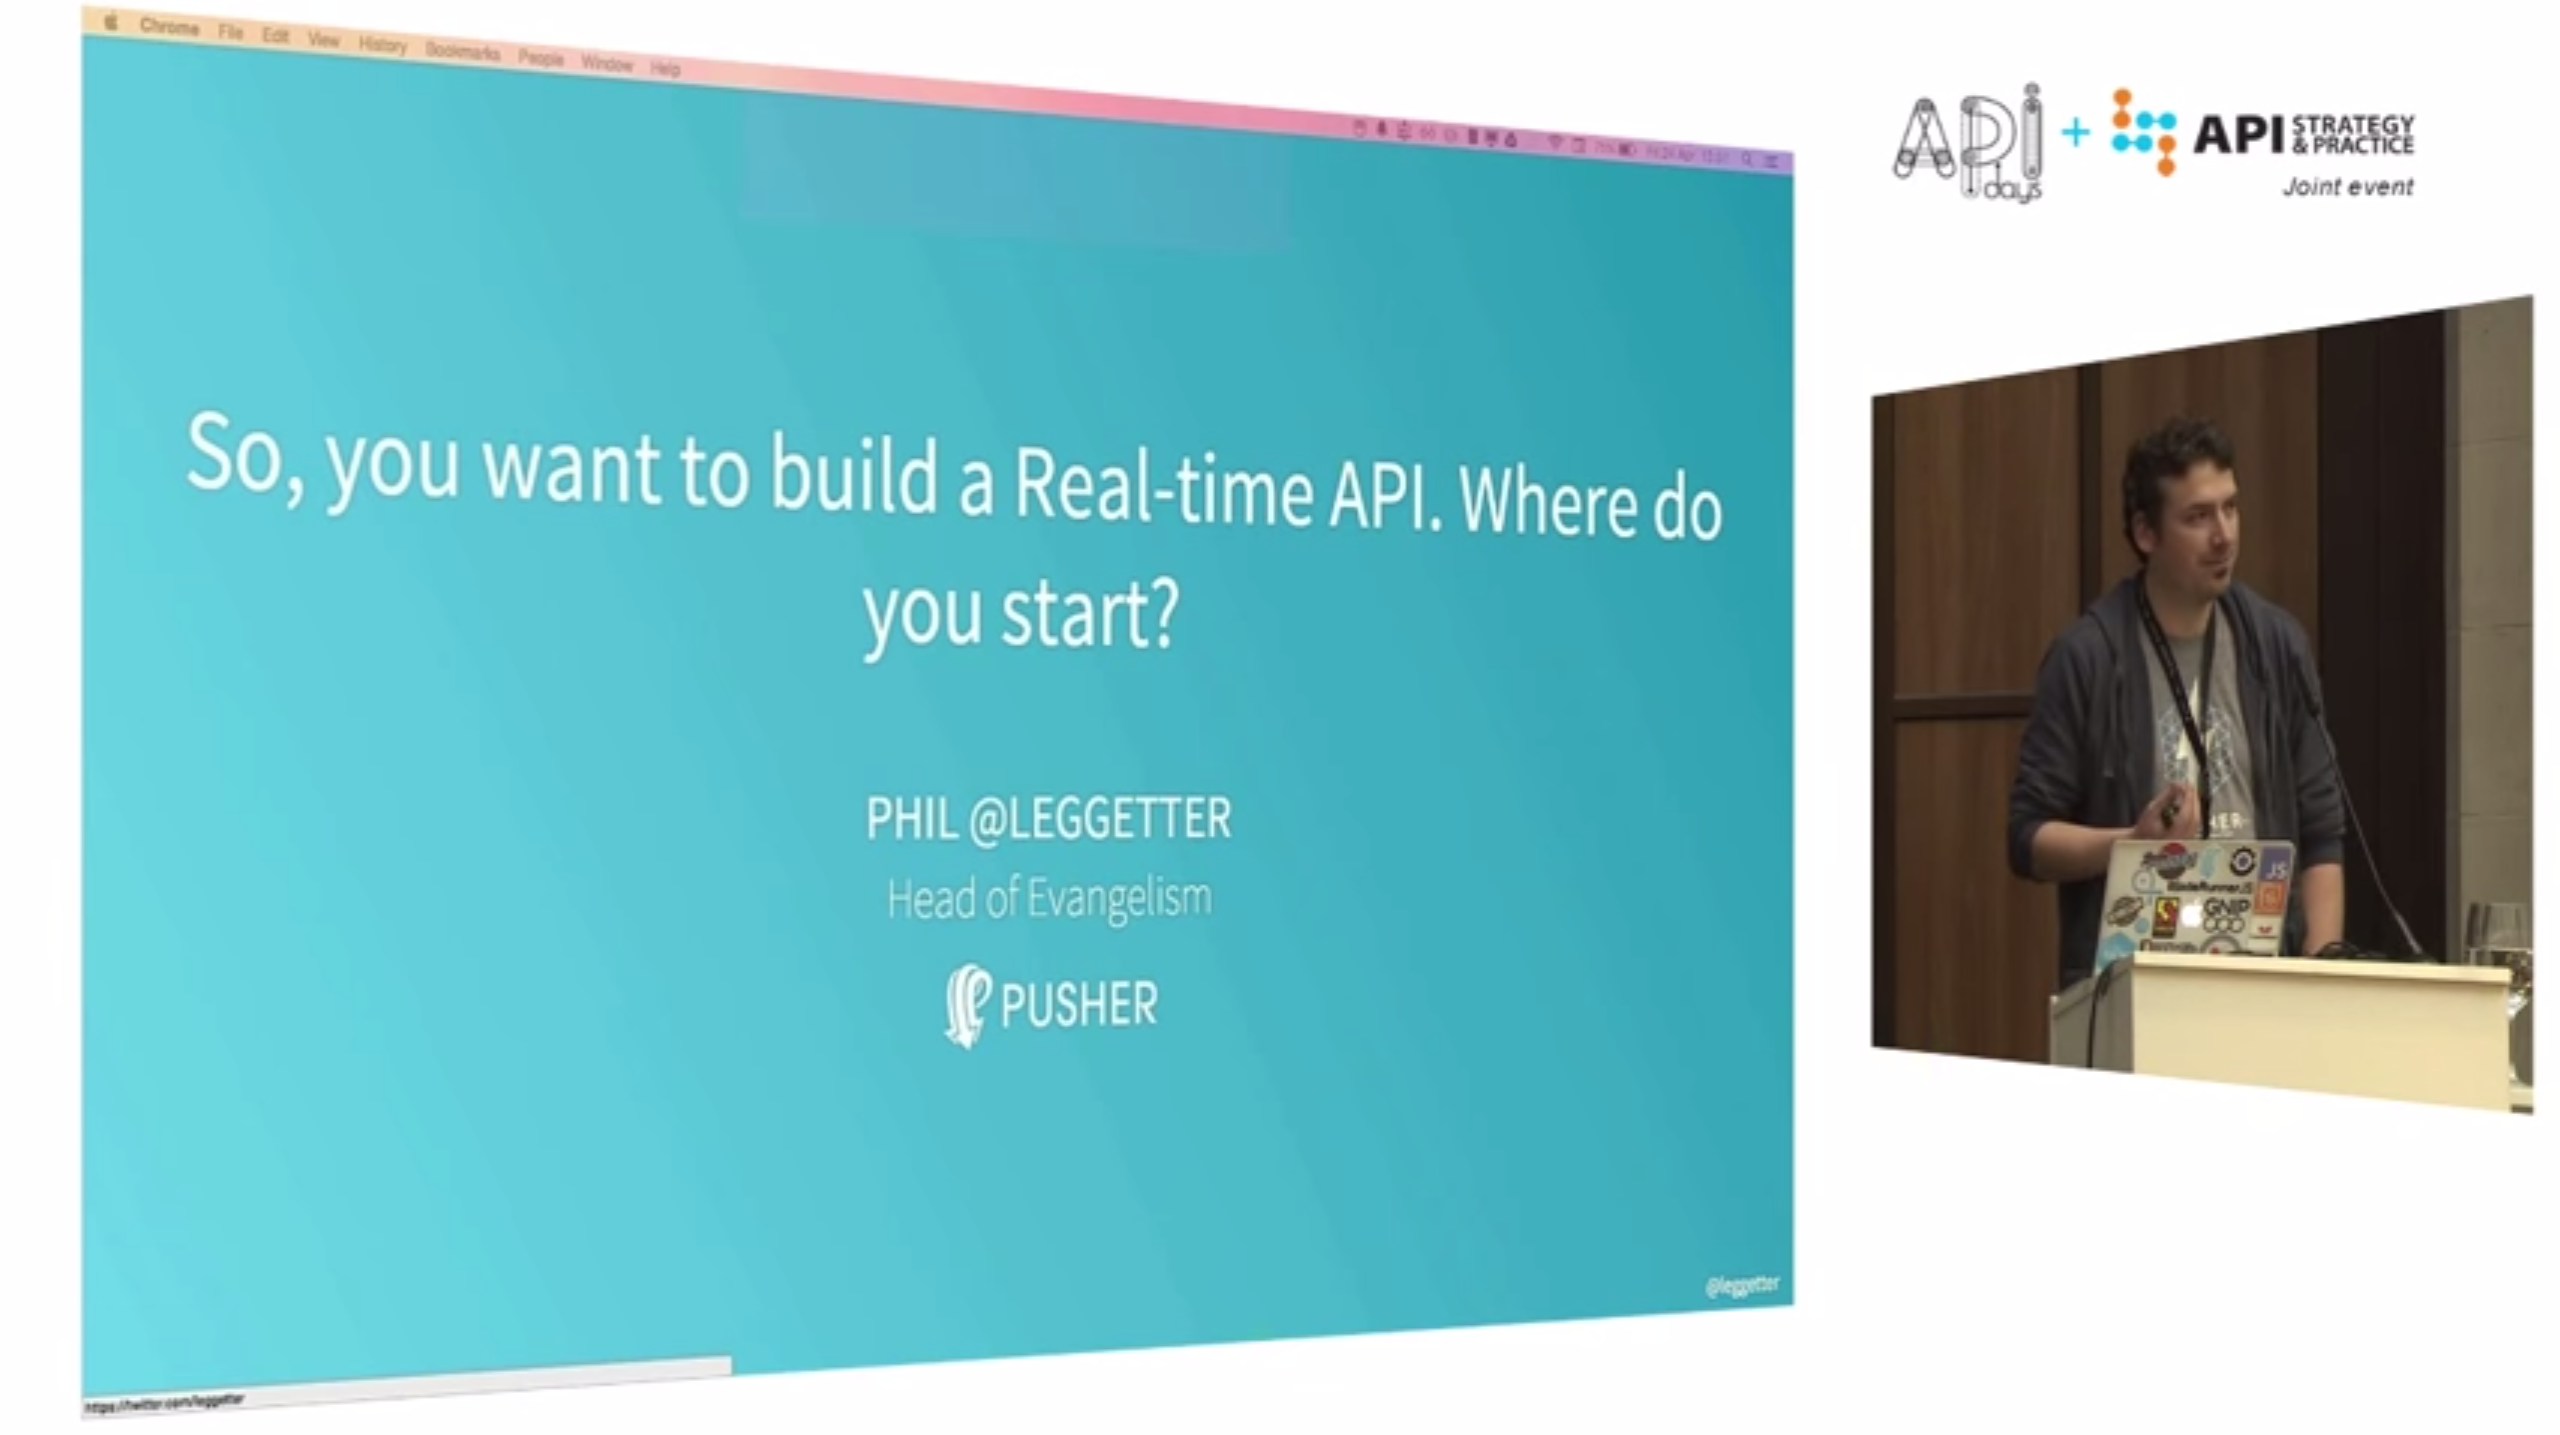 Chrome File Edit View History Bookmarks People Window Help
So, you want to build a Real-time API. Where do
you start?
PHIL @LEGGETTER
Head of Evangelism
PUSHER
@leggetter
https://twitter.com/leggetter
API days + API STRATEGY
& PRACTICE
Joint event
HER
JS
BladeRunnerJS
GNIP